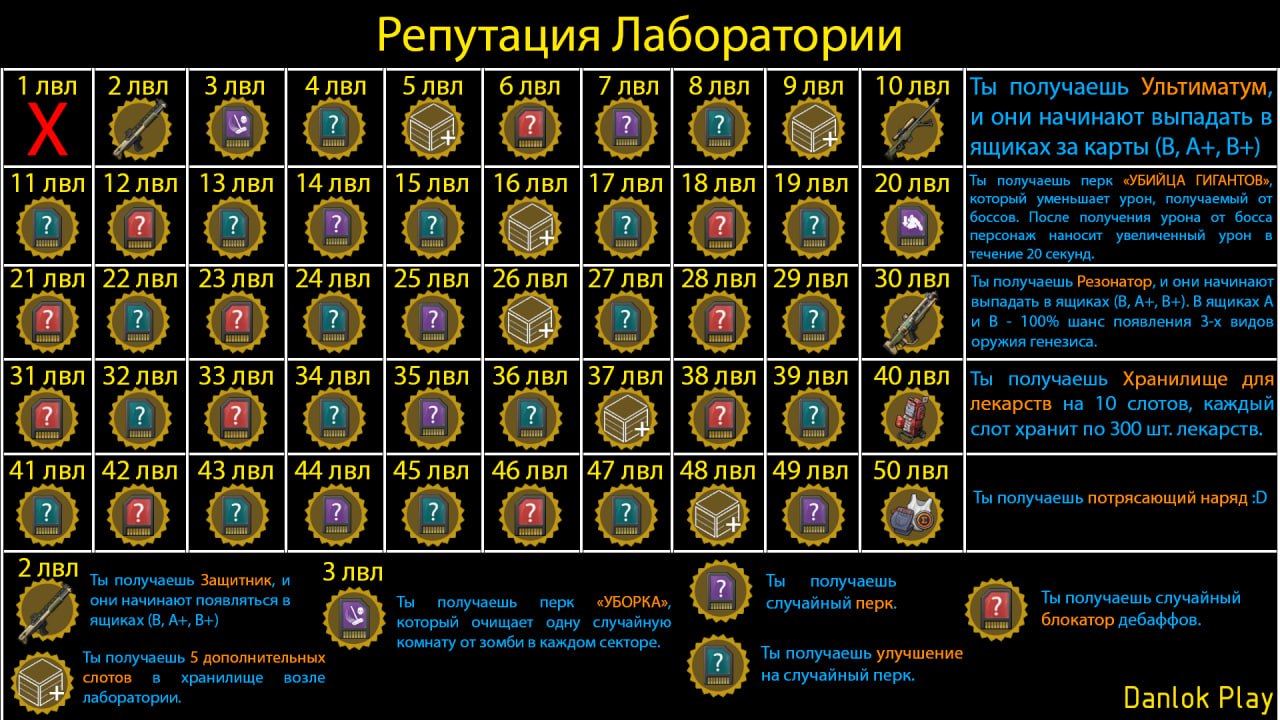 Репутация Лаборатории
1 лвл 2 лвл 3 лвл 4 лвл 5 лвл 6 лвл 7 лвл 8 лвл 9 лвл 10 лвл
X
? ? ? ?
+ +
Ты получаешь Ультиматум,
и они начинают выпадать в
ящиках за карты (B, A+, B+)
11 лвл 12 лвл 13 лвл 14 лвл 15 лвл 16 лвл 17 лвл 18 лвл 19 лвл 20 лвл
? ? ? ? ? + ? ? ?
Ты получаешь перк «УБИЙЦА ГИГАНТОВ»,
который уменьшает урон, получаемый от
боссов. После получения урона от босса
персонаж наносит увеличенный урон в
течение 20 секунд.
21 лвл 22 лвл 23 лвл 24 лвл 25 лвл 26 лвл 27 лвл 28 лвл 29 лвл 30 лвл
? ? ? ? ? + ? ? ?
Ты получаешь Резонатор, и они начинают
выпадать в ящиках (B, A+, B+). В ящиках A
и B - 100% шанс появления 3-х видов
оружия генезиса.
31 лвл 32 лвл 33 лвл 34 лвл 35 лвл 36 лвл 37 лвл 38 лвл 39 лвл 40 лвл
? ? ? ? ? ? + ? ?
Ты получаешь Хранилище для
лекарств на 10 слотов, каждый
слот хранит по 300 шт. лекарств.
41 лвл 42 лвл 43 лвл 44 лвл 45 лвл 46 лвл 47 лвл 48 лвл 49 лвл 50 лвл
? ? ? ? ? ? ? + ?
Ты получаешь потрясающий наряд :D
2 лвл
Ты получаешь Защитник, и
они начинают появляться в
ящиках (B, A+, B+)
+
Ты получаешь 5 дополнительных
слотов в хранилище возле
лаборатории.
3 лвл
Ты получаешь перк «УБОРКА»,
который очищает одну случайную
комнату от зомби в каждом секторе.
?
Ты получаешь
случайный перк.
?
Ты получаешь улучшение
на случайный перк.
?
Ты получаешь случайный
блокатор дебаффов.
Danlok Play